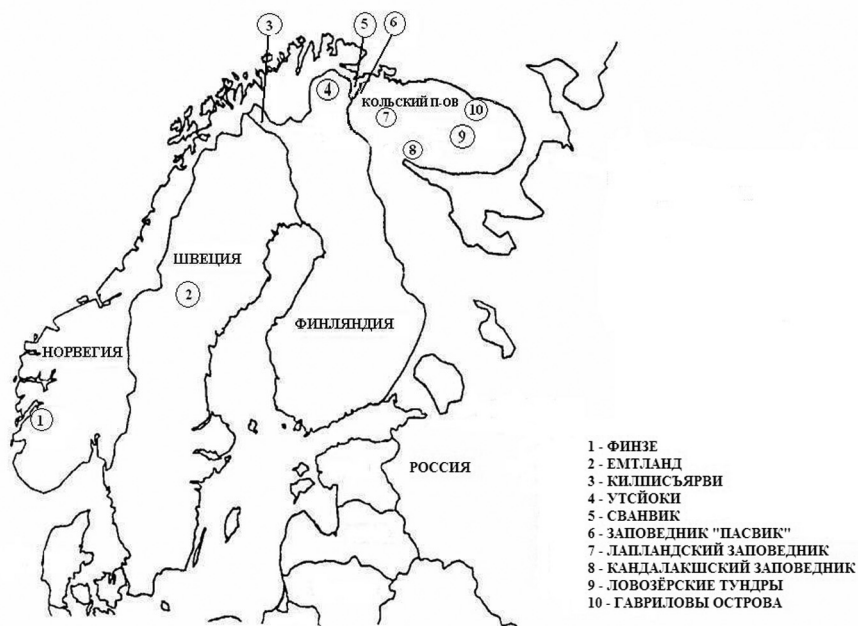 3
5
6
4
КОЛЬСКИЙ П-ОВ
7
10
9
8
ШВЕЦИЯ
2
ФИНЛЯНДИЯ
НОРВЕГИЯ
1
РОССИЯ
1 - ФИНЗЕ
2 - ЕМТЛАНД
3 - КИЛПИСЪЯРВИ
4 - УТСЙОКИ
5 - СВАНВИК
6 - ЗАПОВЕДНИК "ПАСВИК"
7 - ЛАПЛАНДСКИЙ ЗАПОВЕДНИК
8 - КАНДАЛАКШСКИЙ ЗАПОВЕДНИК
9 - ЛОВОЗЁРСКИЕ ТУНДРЫ
10 - ГАВРИЛОВЫ ОСТРОВА